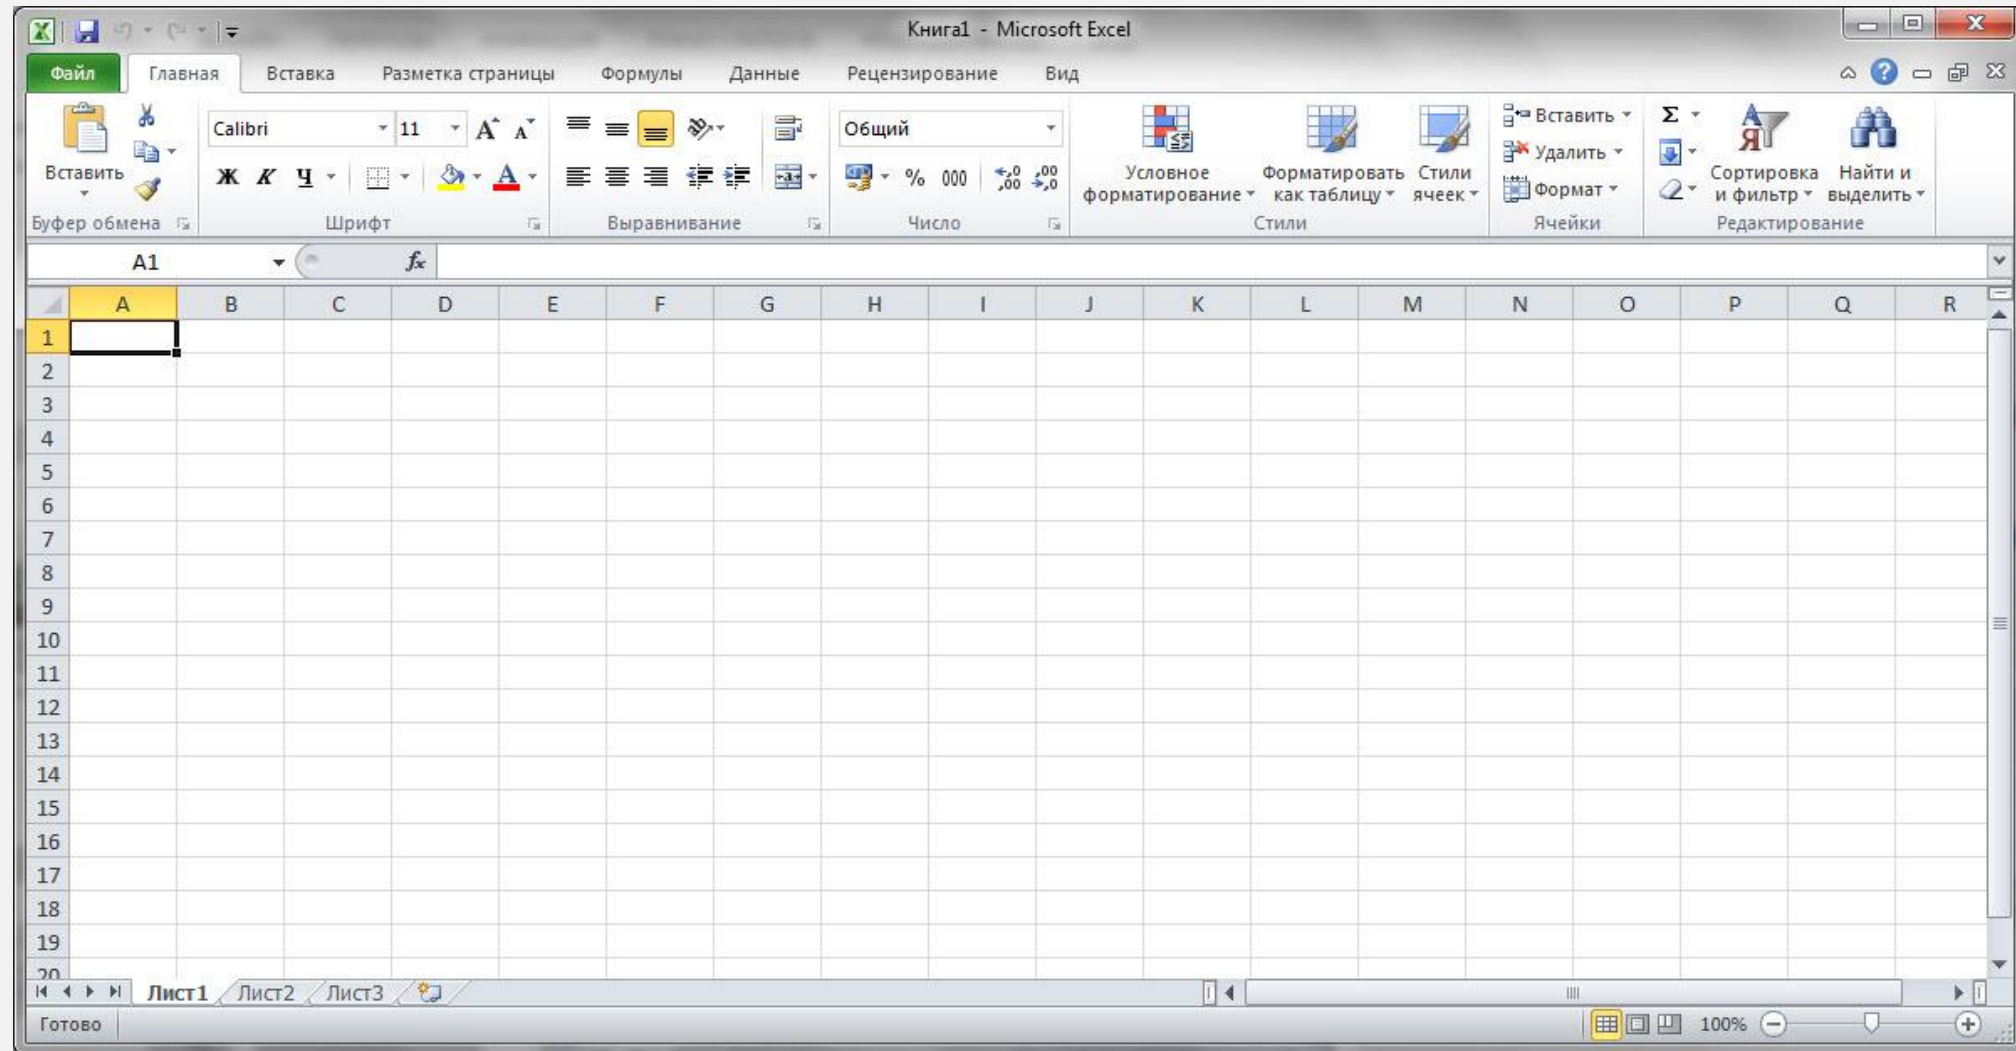 Книга1 - Microsoft Excel
Файл Главная Вставка Разметка страницы Формулы Данные Рецензирование Вид
Calibri 11 Общий
Вставить
Ж К Ч % 000
Условное форматирование
Форматировать как таблицу
Стили ячеек
Вставить
Удалить
Формат
Σ
Сортировка и фильтр
Найти и выделить
Буфер обмена Шрифт Выравнивание Число Стили Ячейки Редактирование
A1 fx
A B C D E F G H I J K L M N O P Q R
1
2
3
4
5
6
7
8
9
10
11
12
13
14
15
16
17
18
19
20
Лист1 Лист2 Лист3
Готово 100%